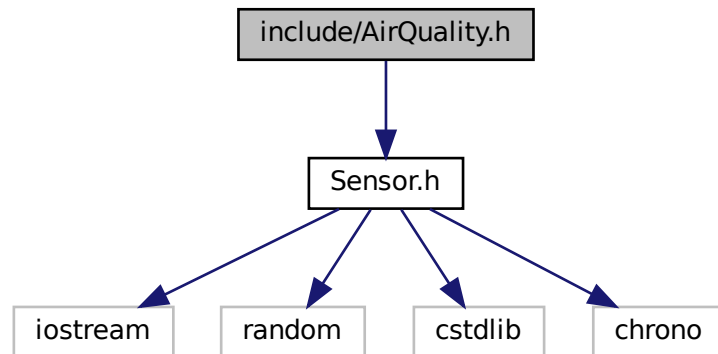 include/AirQuality.h
Sensor.h
iostream
random
cstdlib
chrono